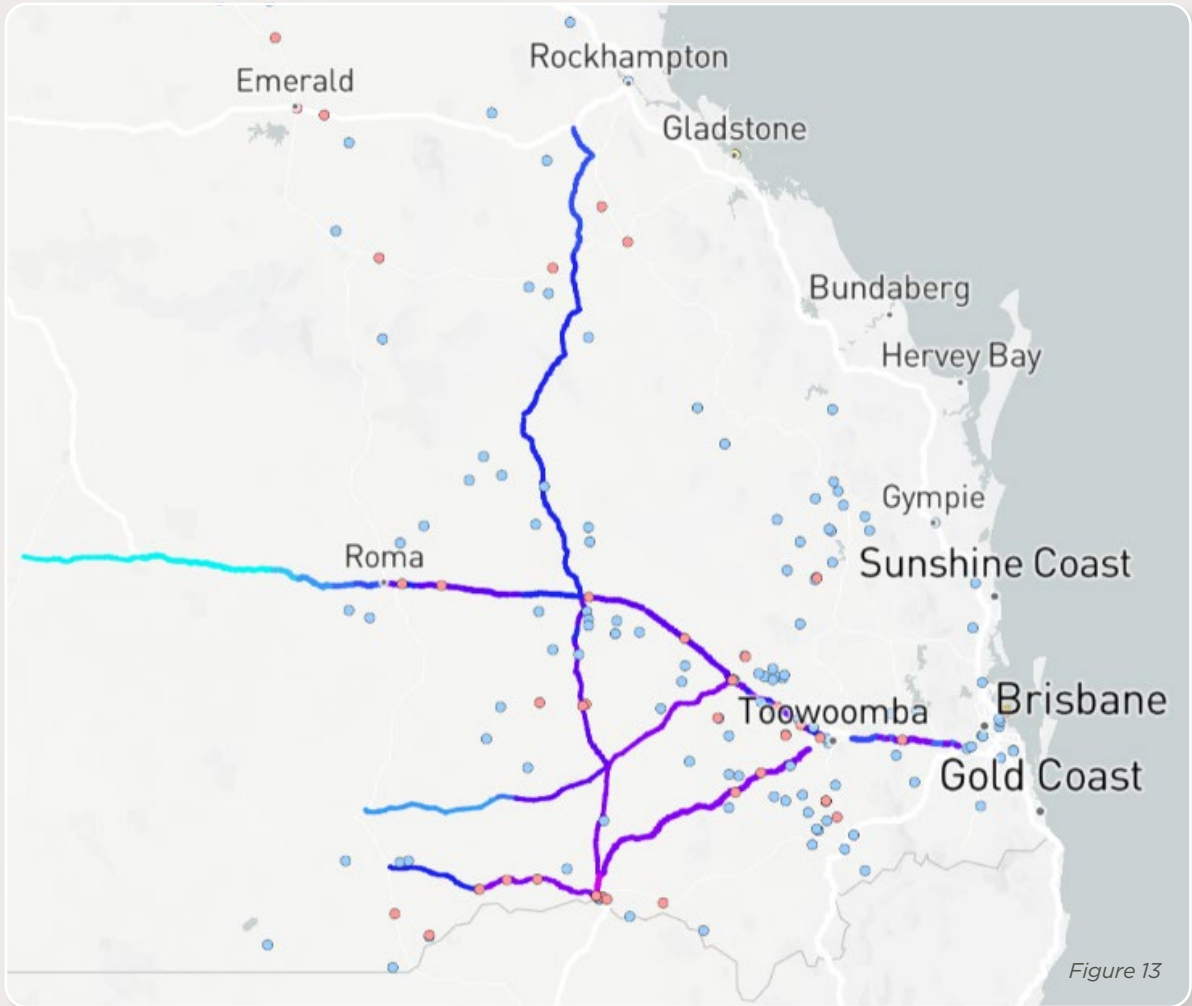 Rockhampton
Emerald
Gladstone
Bundaberg
Hervey Bay
Gympie
Roma
Sunshine Coast
Brisbane
Toowoomba
Gold Coast
Figure 13